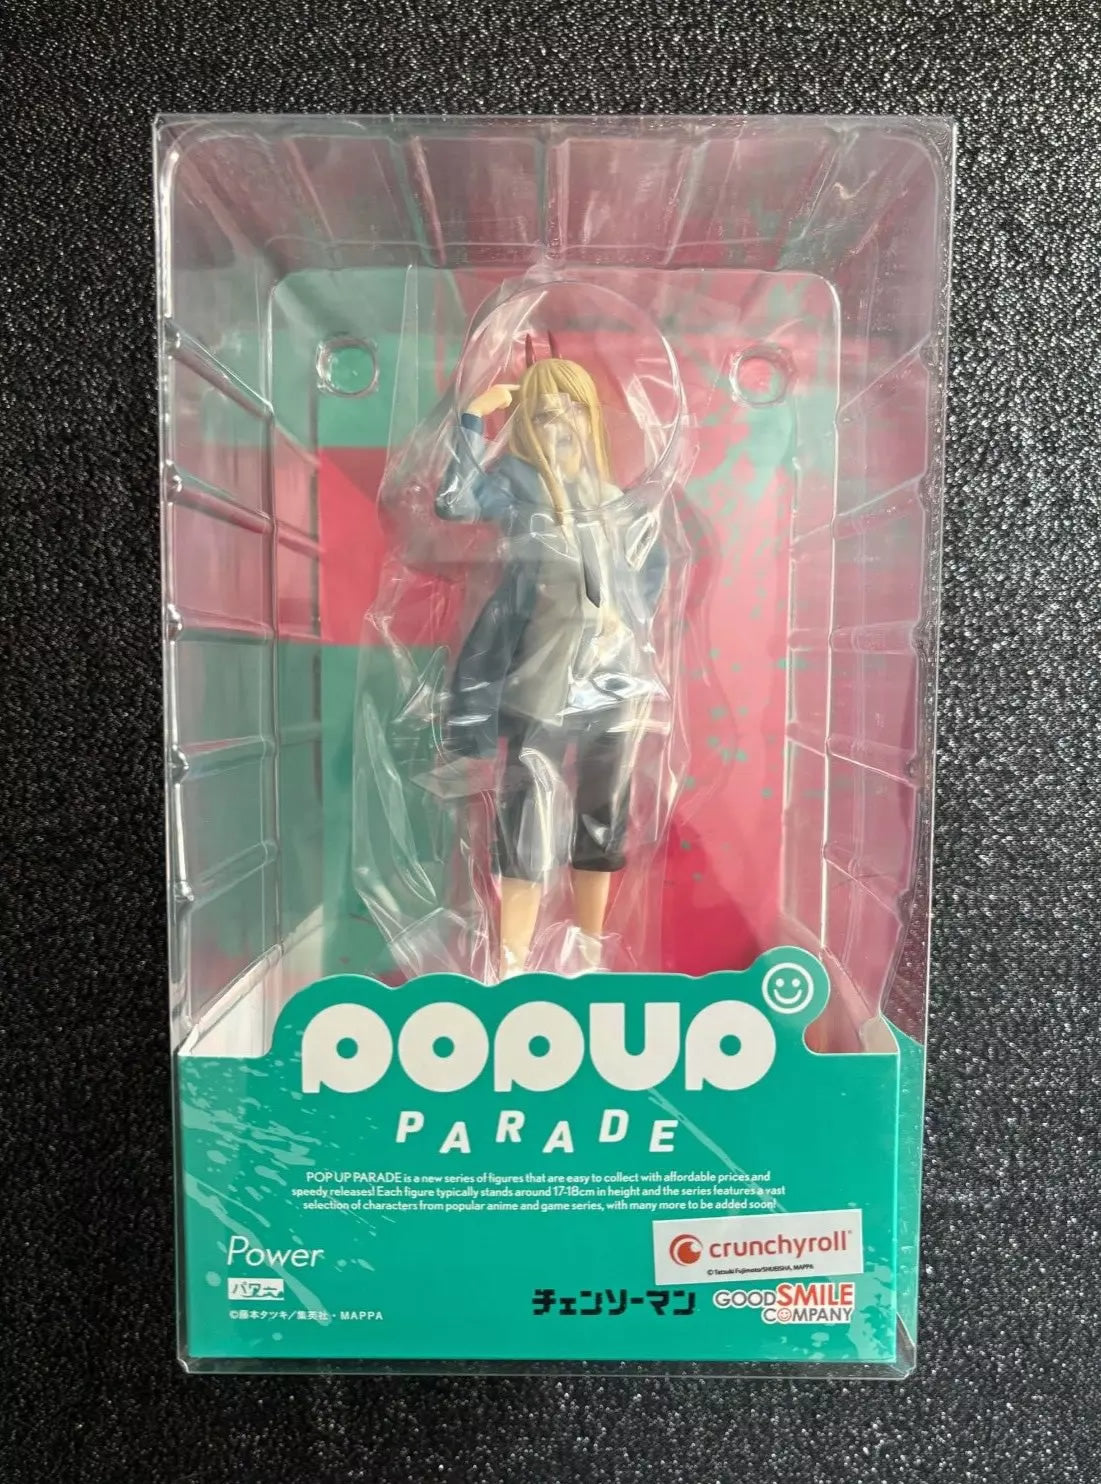 POPUP
PARADE
POP UP PARADE is a new series of figures that are easy to collect with affordable prices and
speedy releases! Each figure typically stands around 17-18cm in height and the series features a vast
selection of characters from popular anime and game series, with many more to be added soon!
Power
パワー
©藤本タツキ/集英社・MAPPA
crunchyroll®
© Tatsuki Fujimoto/SHUEISHA, MAPPA
チェンソーマン
GOOD SMILE
COMPANY